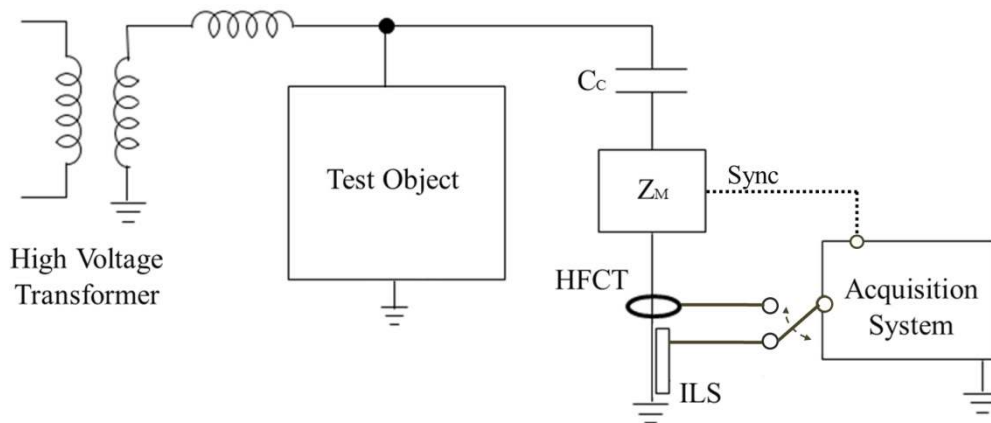 High Voltage
Transformer
Test Object
Cc
ZM
Sync
HFCT
ILS
Acquisition
System